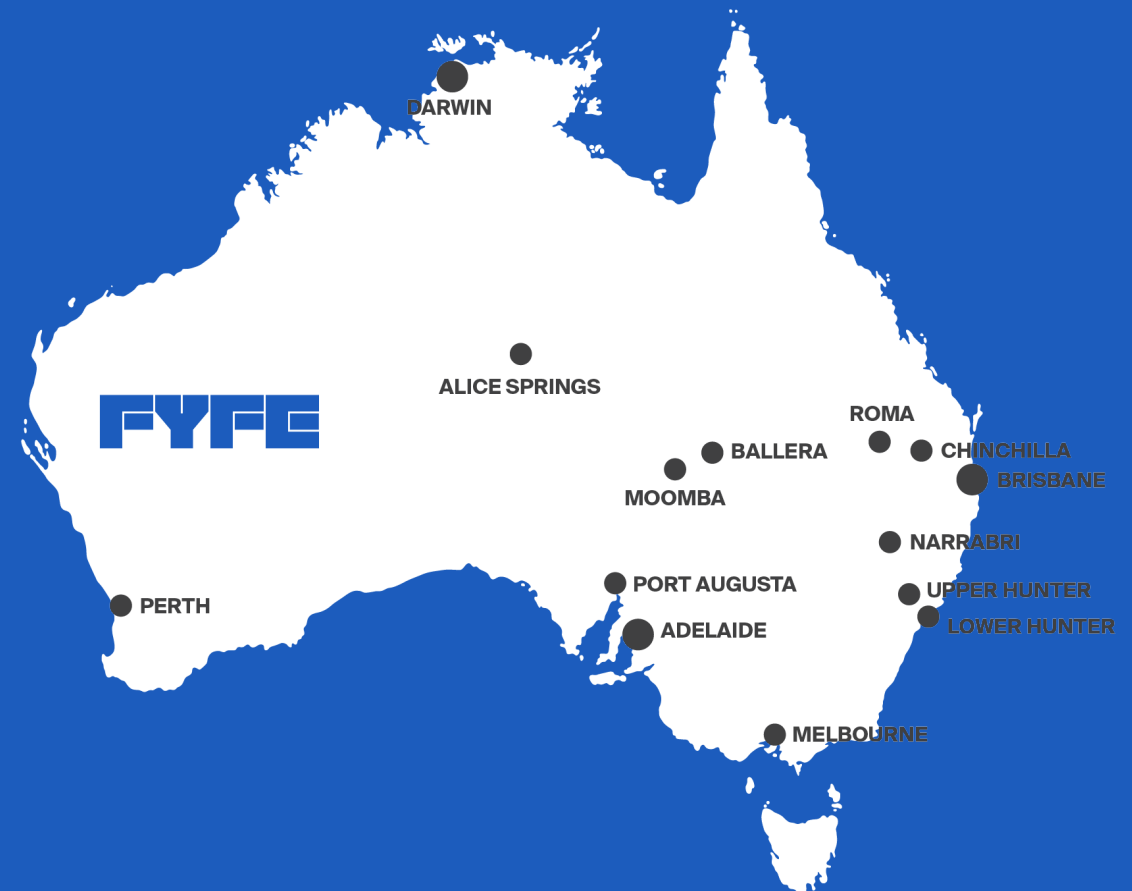 DARWIN
ALICE SPRINGS
FYFE
ROMA
BALLERA
CHINCHILLA
BRISBANE
MOOMBA
NARRABRI
PORT AUGUSTA
UPPER HUNTER
PERTH
ADELAIDE
LOWER HUNTER
MELBOURNE